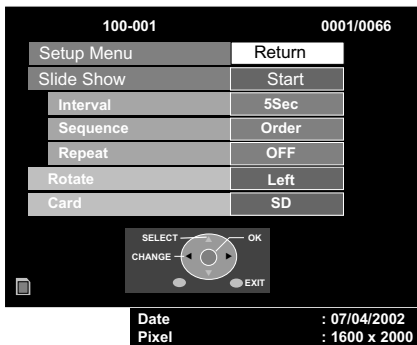 100-001 0001/0066
Setup Menu Return
Slide Show Start
Interval 5Sec
Sequence Order
Repeat OFF
Rotate Left
Card SD
SELECT OK
CHANGE
EXIT
Date : 07/04/2002
Pixel : 1600 x 2000